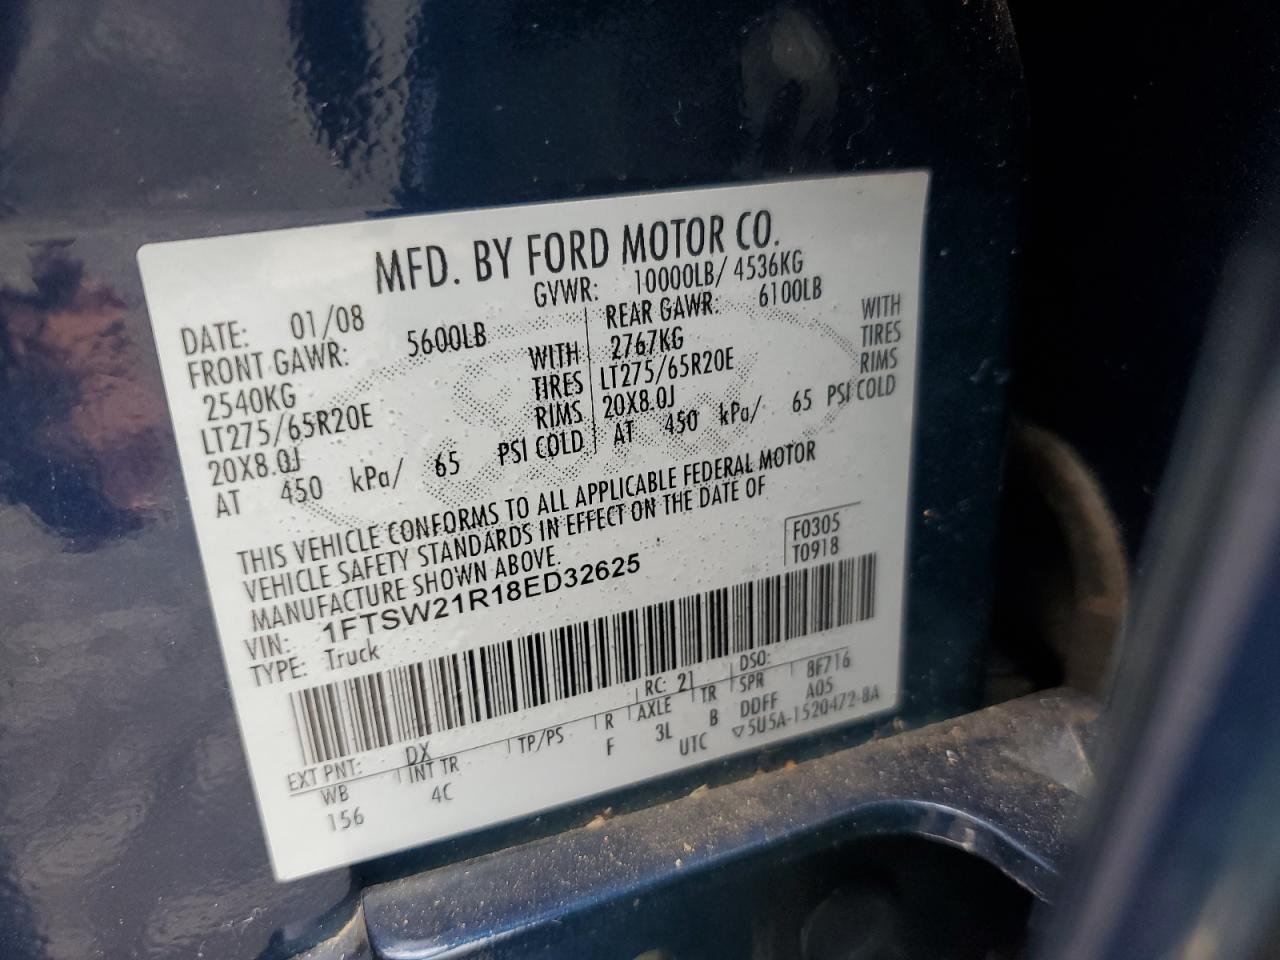 MFD. BY FORD MOTOR CO.
DATE: 01/08 GVWR: 10000LB/ 4536KG
FRONT GAWR: 5600LB REAR GAWR: 6100LB
2540KG WITH 2767KG WITH
LT275/65R20E TIRES LT275/65R20E TIRES
20X8.0J RIMS 20X8.0J RIMS
AT 450 kPa/ 65 PSI COLD AT 450 kPa/ 65 PSI COLD
THIS VEHICLE CONFORMS TO ALL APPLICABLE FEDERAL MOTOR
VEHICLE SAFETY STANDARDS IN EFFECT ON THE DATE OF
MANUFACTURE SHOWN ABOVE.
F0305
T0918
VIN: 1FTSW21R18ED32625
TYPE: Truck
EXT PNT: DX RC: 21 DSO: 8F716
WB INT TR TP/PS R AXLE TR SPR A05
156 4C F 3L B DDFF
UTC ▽5U5A-1520472-8A